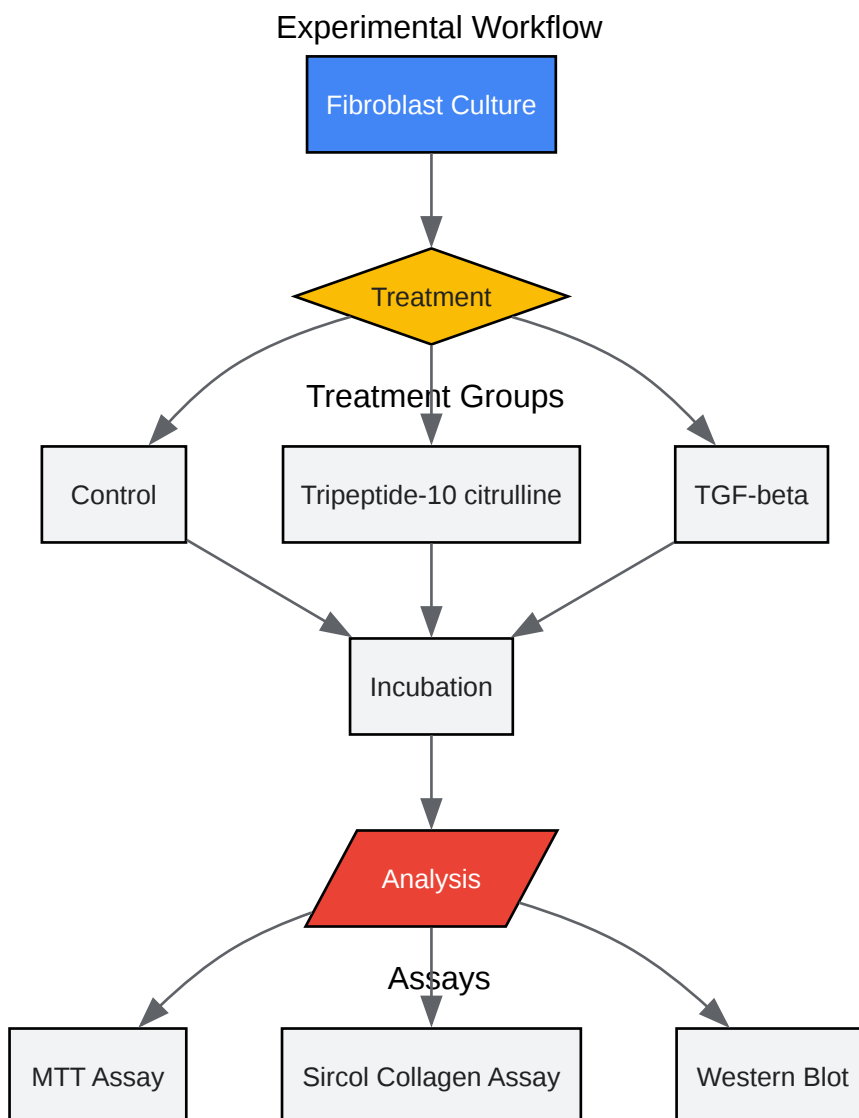 Experimental Workflow
Fibroblast Culture
Treatment
Treatment Groups
Control
Tripeptide-10 citrulline
TGF-beta
Incubation
Analysis
Assays
MTT Assay
Sircol Collagen Assay
Western Blot